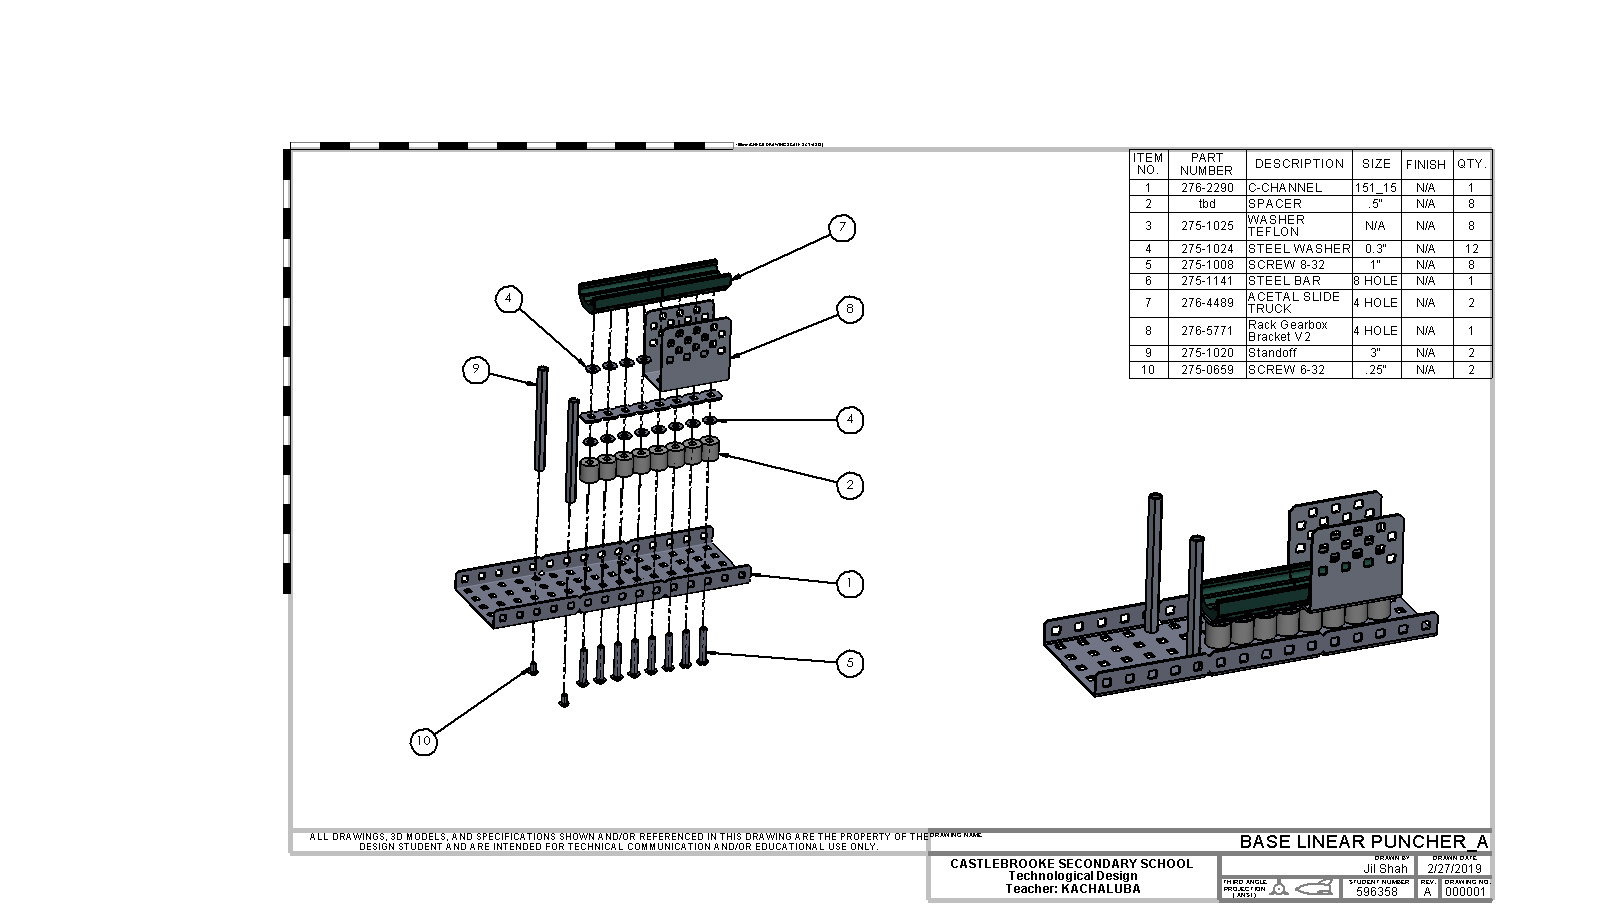 ITEM NO. PART NUMBER DESCRIPTION SIZE FINISH QTY.
1 276-2290 C-CHANNEL 151_15 N/A 1
2 tbd SPACER .5" N/A 8
3 275-1025 WASHER TEFLON N/A N/A 8
4 275-1024 STEEL WASHER 0.3" N/A 12
5 275-1008 SCREW 8-32 1" N/A 8
6 275-1141 STEEL BAR 8 HOLE N/A 1
7 276-4489 ACETAL SLIDE TRUCK 4 HOLE N/A 2
8 276-5771 Rack Gearbox Bracket V2 4 HOLE N/A 1
9 275-1020 Standoff 3" N/A 2
10 275-0659 SCREW 6-32 .25" N/A 2
7
4
8
9
4
2
1
5
10
ALL DRAWINGS, 3D MODELS, AND SPECIFICATIONS SHOWN AND/OR REFERENCED IN THIS DRAWING ARE THE PROPERTY OF THE
DESIGN STUDENT AND ARE INTENDED FOR TECHNICAL COMMUNICATION AND/OR EDUCATIONAL USE ONLY.
DRAWING NAME
BASE LINEAR PUNCHER_A
CASTLEBROOKE SECONDARY SCHOOL
Technological Design
Teacher: KACHALUBA
DRAWN BY
Jil Shah
DRAWN DATE
2/27/2019
THIRD ANGLE
PROJECTION
(ANSI)
STUDENT NUMBER
596358
REV.
A
DRAWING NO.
000001